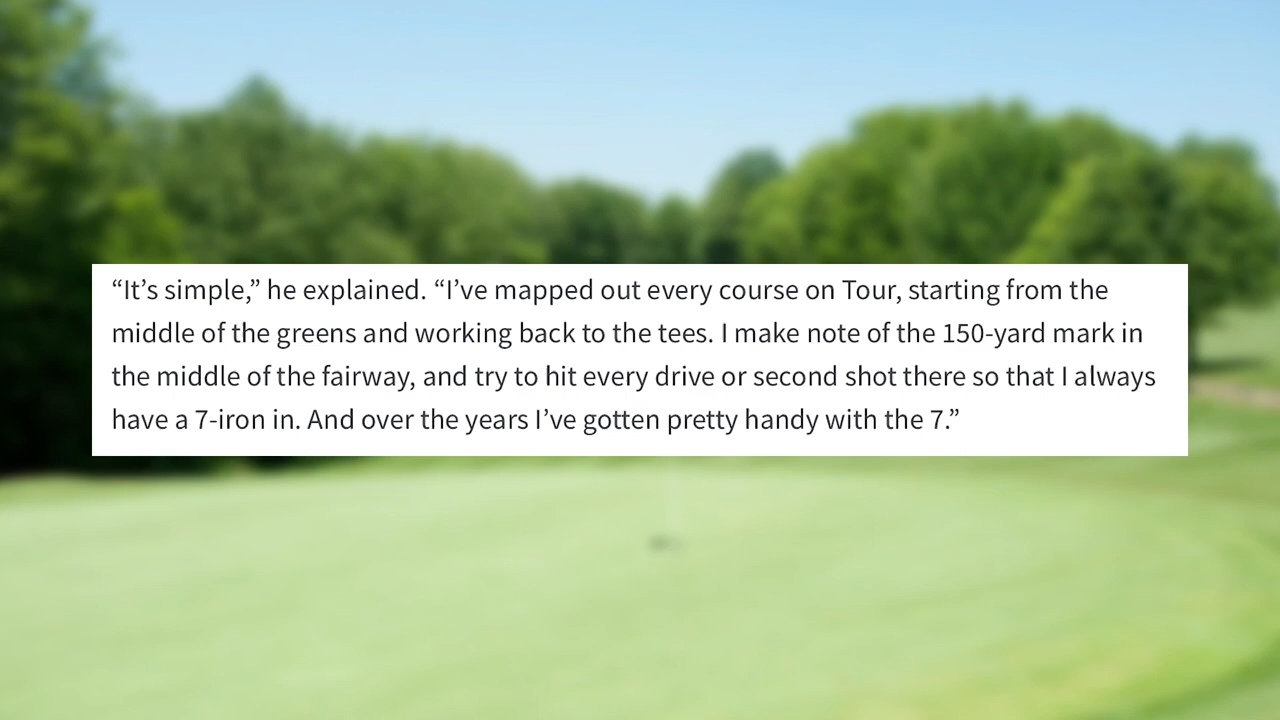 “It’s simple,” he explained. “I’ve mapped out every course on Tour, starting from the
middle of the greens and working back to the tees. I make note of the 150-yard mark in
the middle of the fairway, and try to hit every drive or second shot there so that I always
have a 7-iron in. And over the years I’ve gotten pretty handy with the 7.”